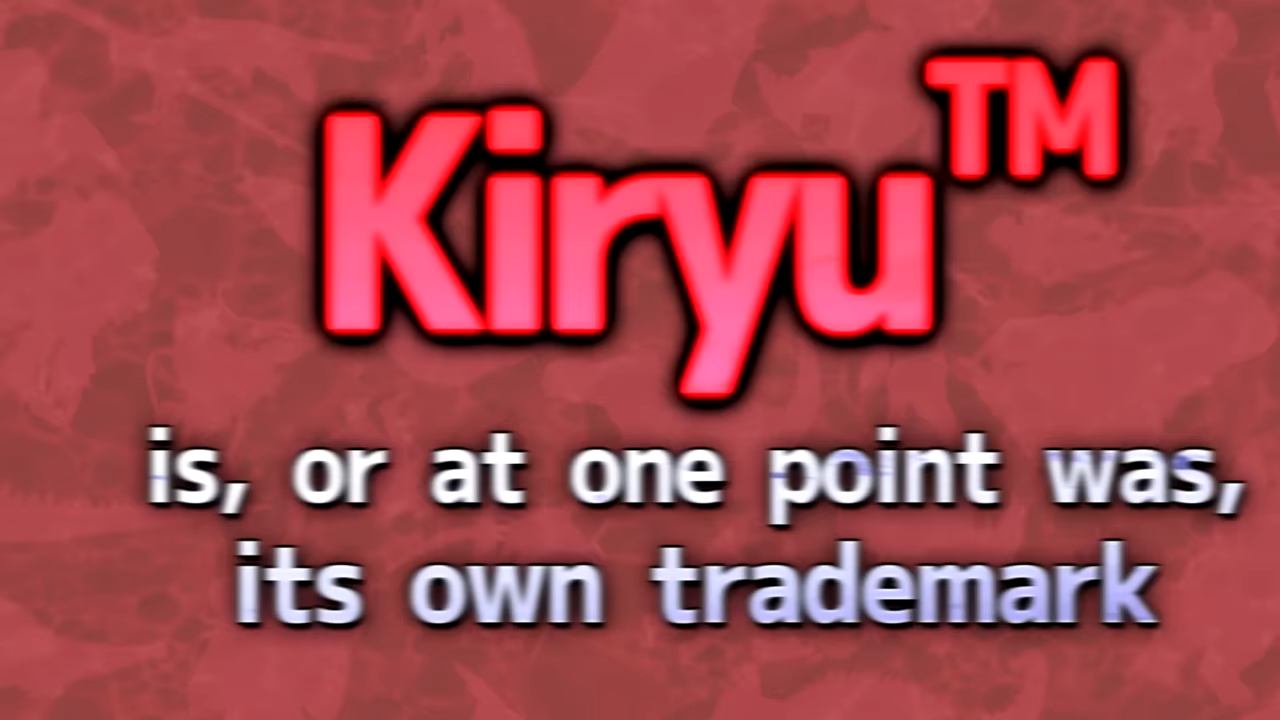 Kiryu™
is, or at one point was,
its own trademark